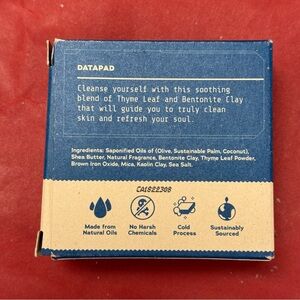 DATAPAD
Cleanse yourself with this soothing
blend of Thyme Leaf and Bentonite Clay
that will guide you to truly clean
skin and refresh your soul.
Ingredients: Saponified Oils of (Olive, Sustainable Palm, Coconut),
Shea Butter, Natural Fragrance, Bentonite Clay, Thyme Leaf Powder,
Brown Iron Oxide, Mica, Kaolin Clay, Sea Salt.
CA1822308
Made from
Natural Oils
No Harsh
Chemicals
Cold
Process
Sustainably
Sourced